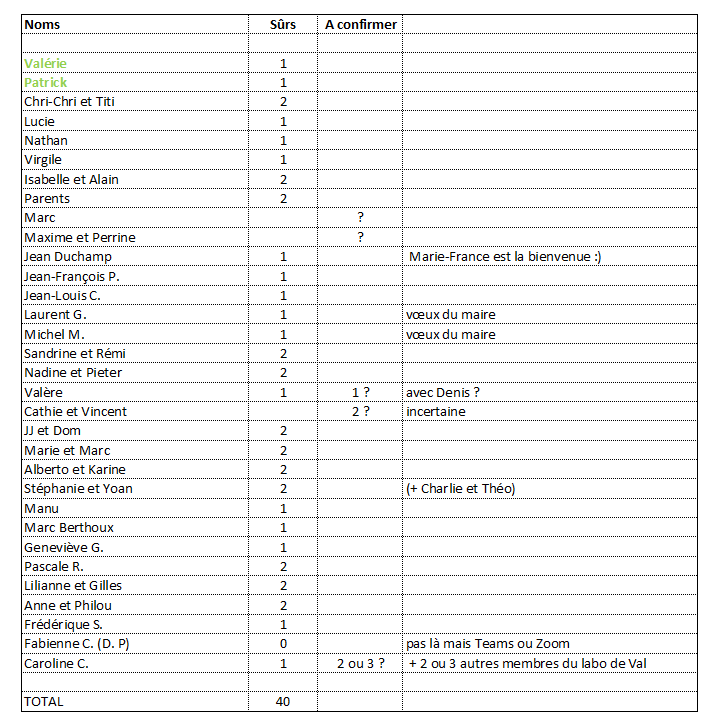 Noms Sûrs A confirmer
Valérie 1
Patrick 1
Chri-Chri et Titi 2
Lucie 1
Nathan 1
Virgile 1
Isabelle et Alain 2
Parents 2
Marc ?
Maxime et Perrine ?
Jean Duchamp 1 Marie-France est la bienvenue :)
Jean-François P. 1
Jean-Louis C. 1
Laurent G. 1 vœux du maire
Michel M. 1 vœux du maire
Sandrine et Rémi 2
Nadine et Pieter 2
Valère 1 1 ? avec Denis ?
Cathie et Vincent 2 ? incertaine
JJ et Dom 2
Marie et Marc 2
Alberto et Karine 2
Stéphanie et Yoan 2 (+ Charlie et Théo)
Manu 1
Marc Berthoux 1
Geneviève G. 1
Pascale R. 2
Lilianne et Gilles 2
Anne et Philou 2
Frédérique S. 1
Fabienne C. (D. P) 0 pas là mais Teams ou Zoom
Caroline C. 1 2 ou 3 ? + 2 ou 3 autres membres du labo de Val
TOTAL 40